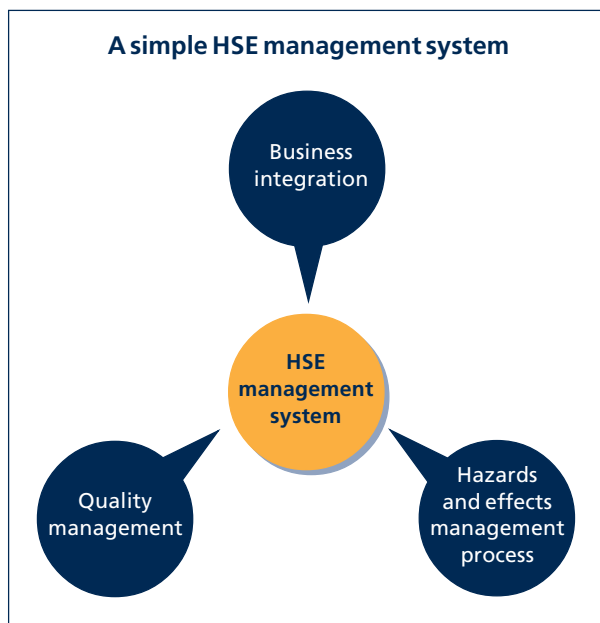 A simple HSE management system
Business
integration
HSE
management
system
Quality
management
Hazards
and effects
management
process